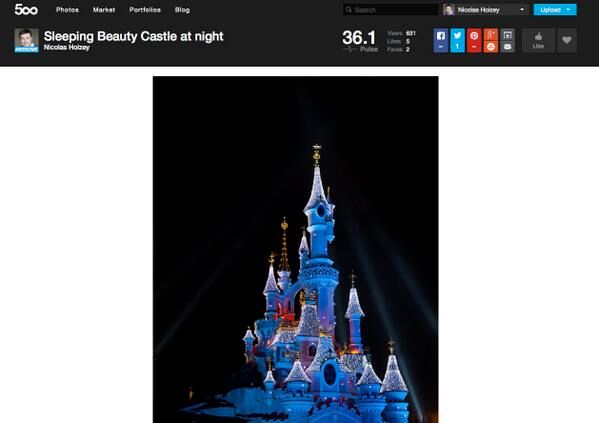 500
Photos
Market
Portfolios
Blog
Search
Nicolas Hoizey
Upload
Sleeping Beauty Castle at night
Nicolas Hoizey
AWESOME
36.1
Pulse
Views 631
Likes 5
Faves 2
1
Like